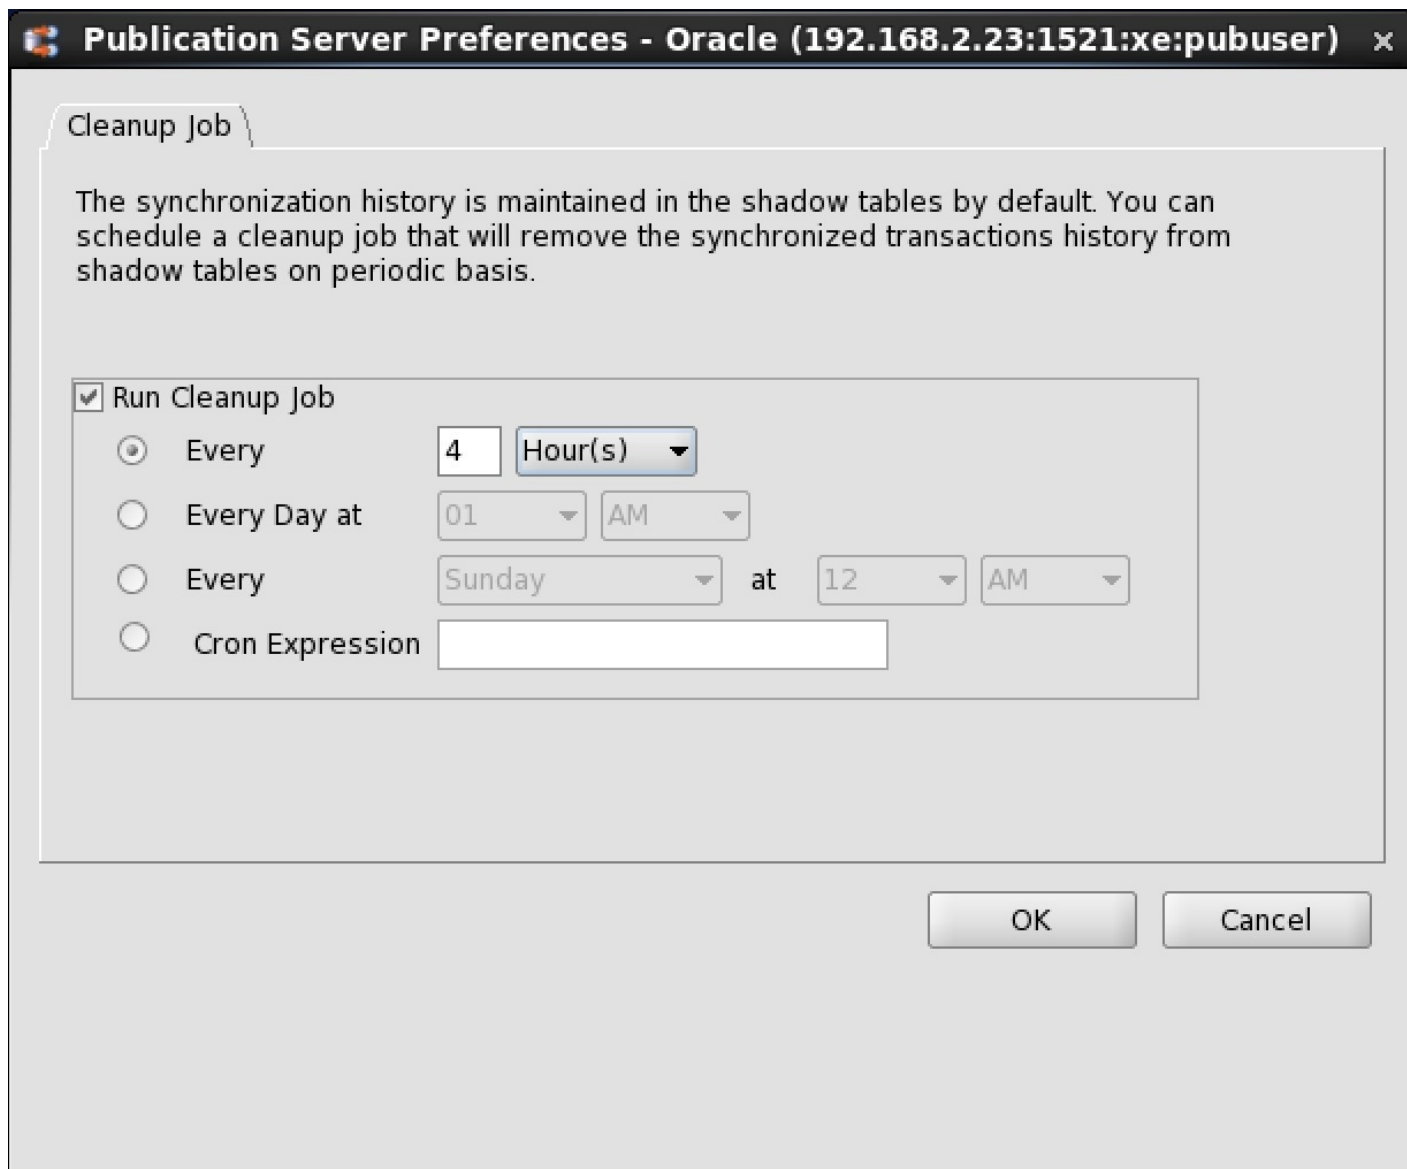 Publication Server Preferences - Oracle (192.168.2.23:1521:xe:pubuser) x
Cleanup Job
The synchronization history is maintained in the shadow tables by default. You can
schedule a cleanup job that will remove the synchronized transactions history from
shadow tables on periodic basis.
Run Cleanup Job
Every 4 Hour(s)
Every Day at 01 AM
Every Sunday at 12 AM
Cron Expression
OK Cancel